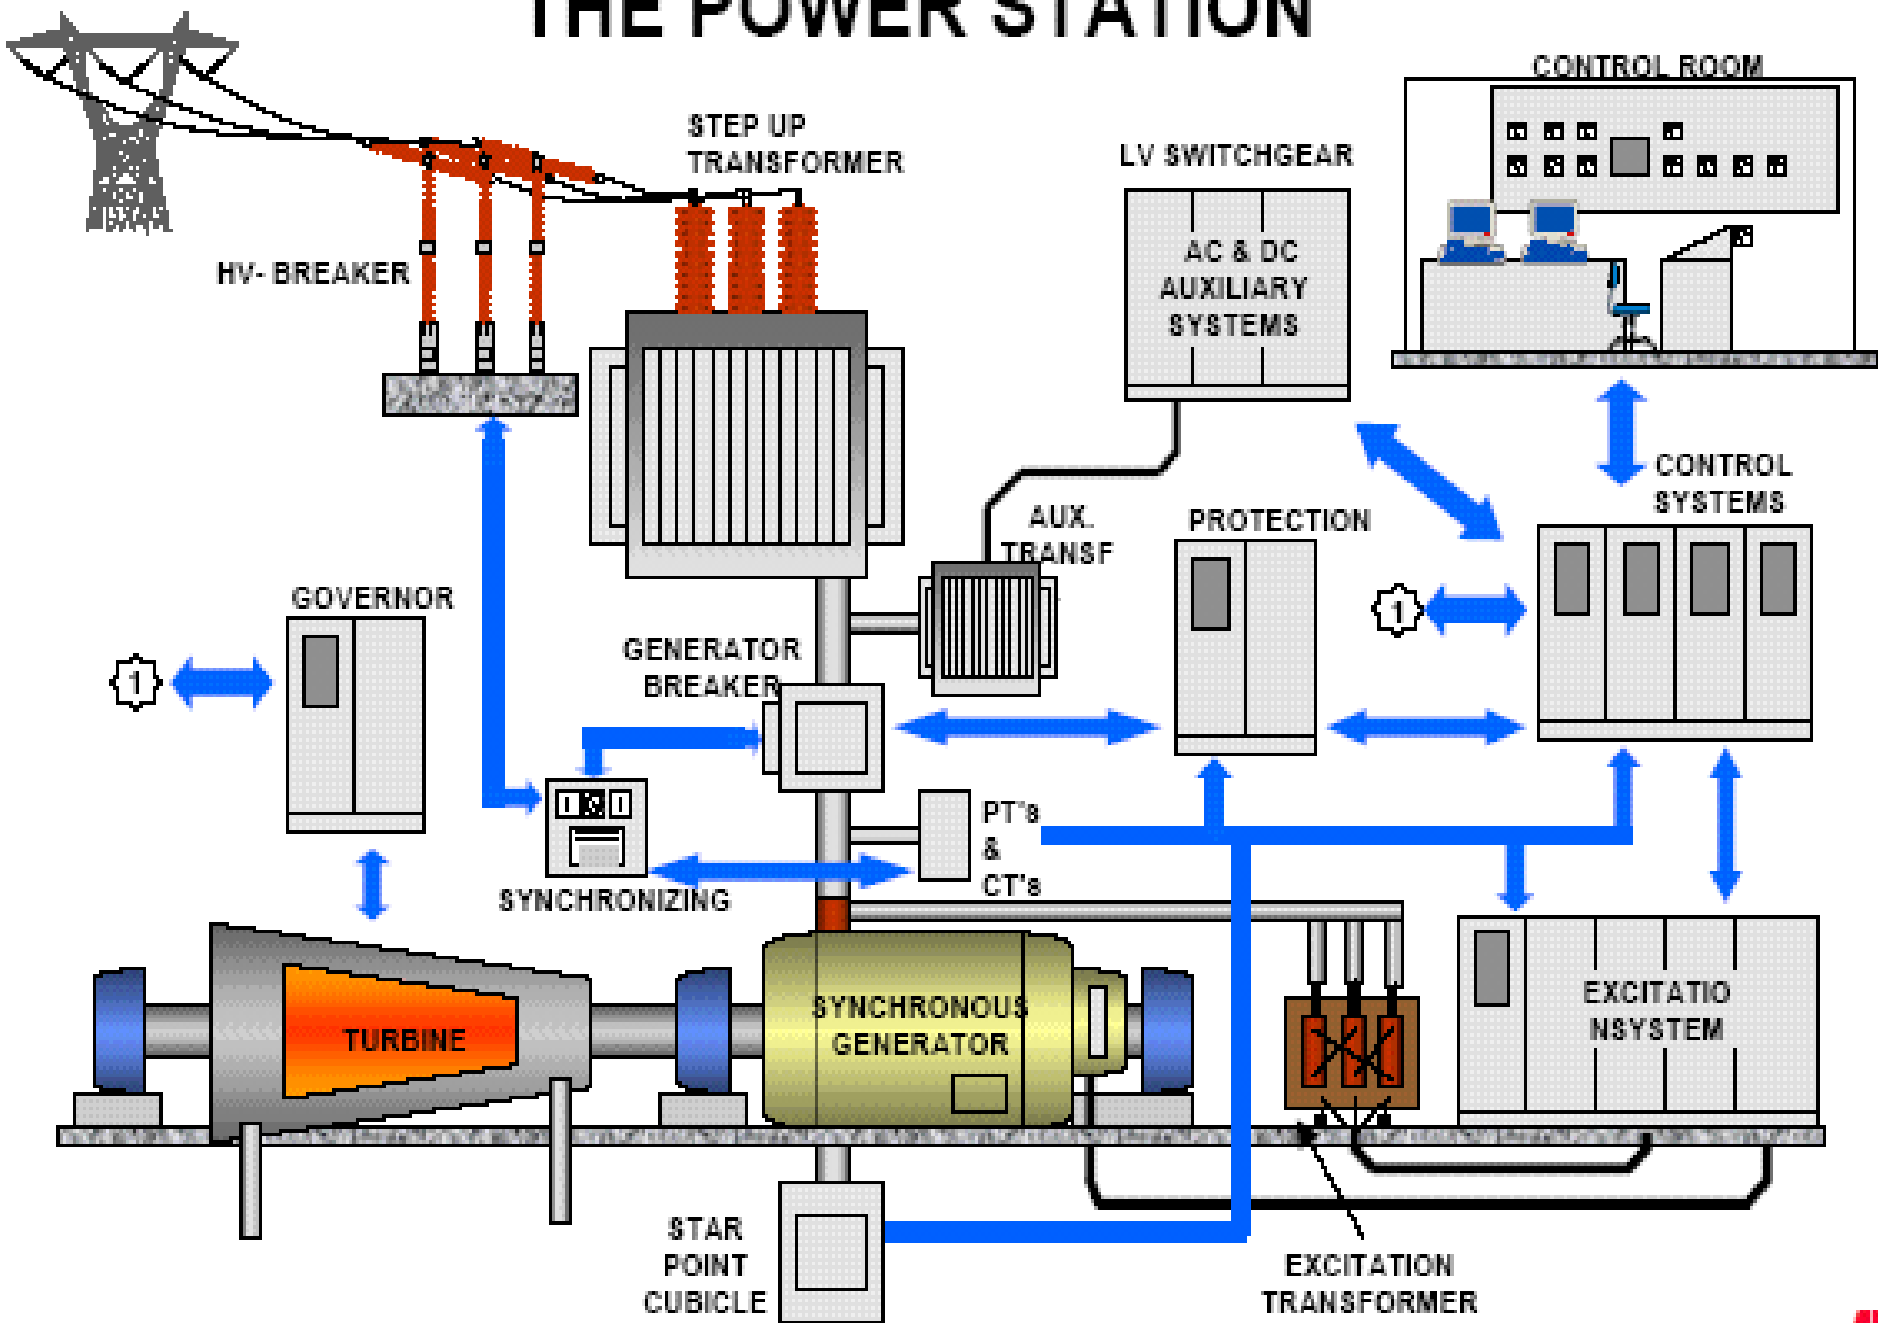 THE POWER STATION
CONTROL ROOM
STEP UP
TRANSFORMER
LV SWITCHGEAR
AC & DC
AUXILIARY
SYSTEMS
HV- BREAKER
CONTROL
SYSTEMS
AUX.
TRANSF
PROTECTION
GOVERNOR
1
1
GENERATOR
BREAKER
PT's
&
CT's
SYNCHRONIZING
TURBINE
SYNCHRONOUS
GENERATOR
EXCITATIO
NSYSTEM
STAR
POINT
CUBICLE
EXCITATION
TRANSFORMER